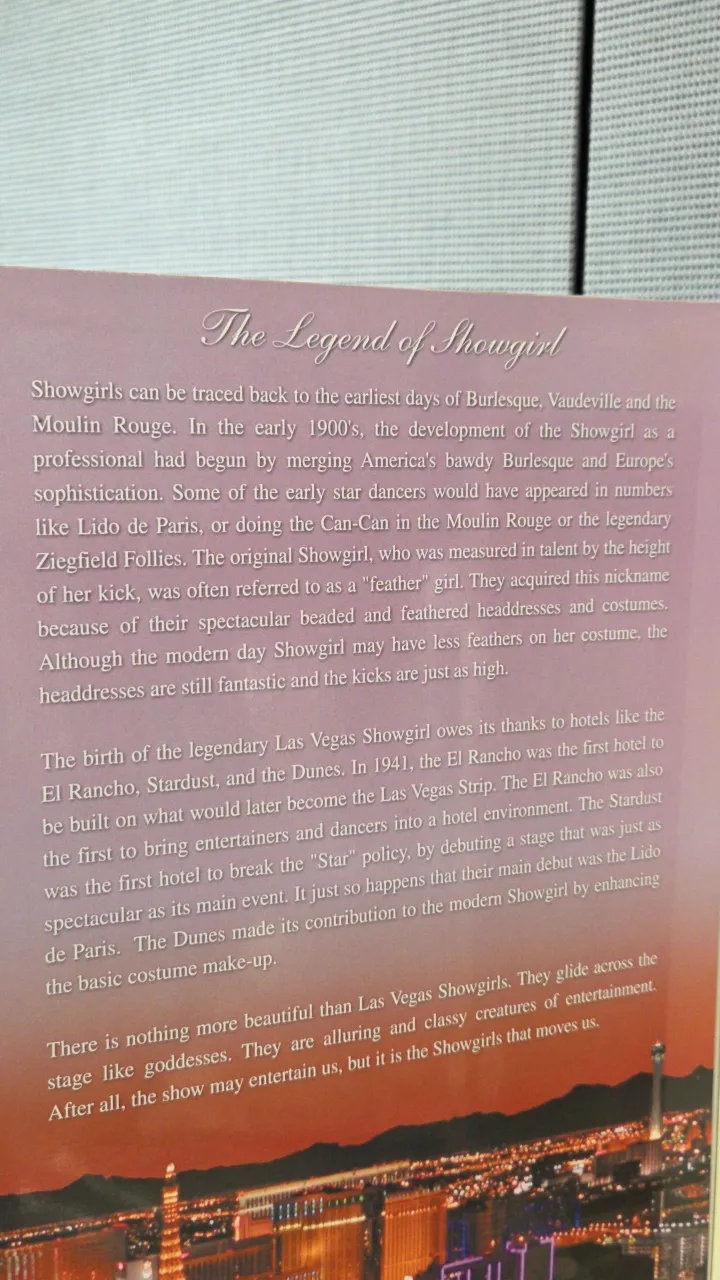 The Legend of Showgirl
Showgirls can be traced back to the earliest days of Burlesque, Vaudeville and the
Moulin Rouge. In the early 1900's, the development of the Showgirl as a
professional had begun by merging America's bawdy Burlesque and Europe's
sophistication. Some of the early star dancers would have appeared in numbers
like Lido de Paris, or doing the Can-Can in the Moulin Rouge or the legendary
Ziegfield Follies. The original Showgirl, who was measured in talent by the height
of her kick, was often referred to as a "feather" girl. They acquired this nickname
because of their spectacular beaded and feathered headdresses and costumes.
Although the modern day Showgirl may have less feathers on her costume, the
headdresses are still fantastic and the kicks are just as high.
The birth of the legendary Las Vegas Showgirl owes its thanks to hotels like the
El Rancho, Stardust, and the Dunes. In 1941, the El Rancho was the first hotel to
be built on what would later become the Las Vegas Strip. The El Rancho was also
the first to bring entertainers and dancers into a hotel environment. The Stardust
was the first hotel to break the "Star" policy, by debuting a stage that was just as
spectacular as its main event. It just so happens that their main debut was the Lido
de Paris. The Dunes made its contribution to the modern Showgirl by enhancing
the basic costume make-up.
There is nothing more beautiful than Las Vegas Showgirls. They glide across the
stage like goddesses. They are alluring and classy creatures of entertainment.
After all, the show may entertain us, but it is the Showgirls that moves us.